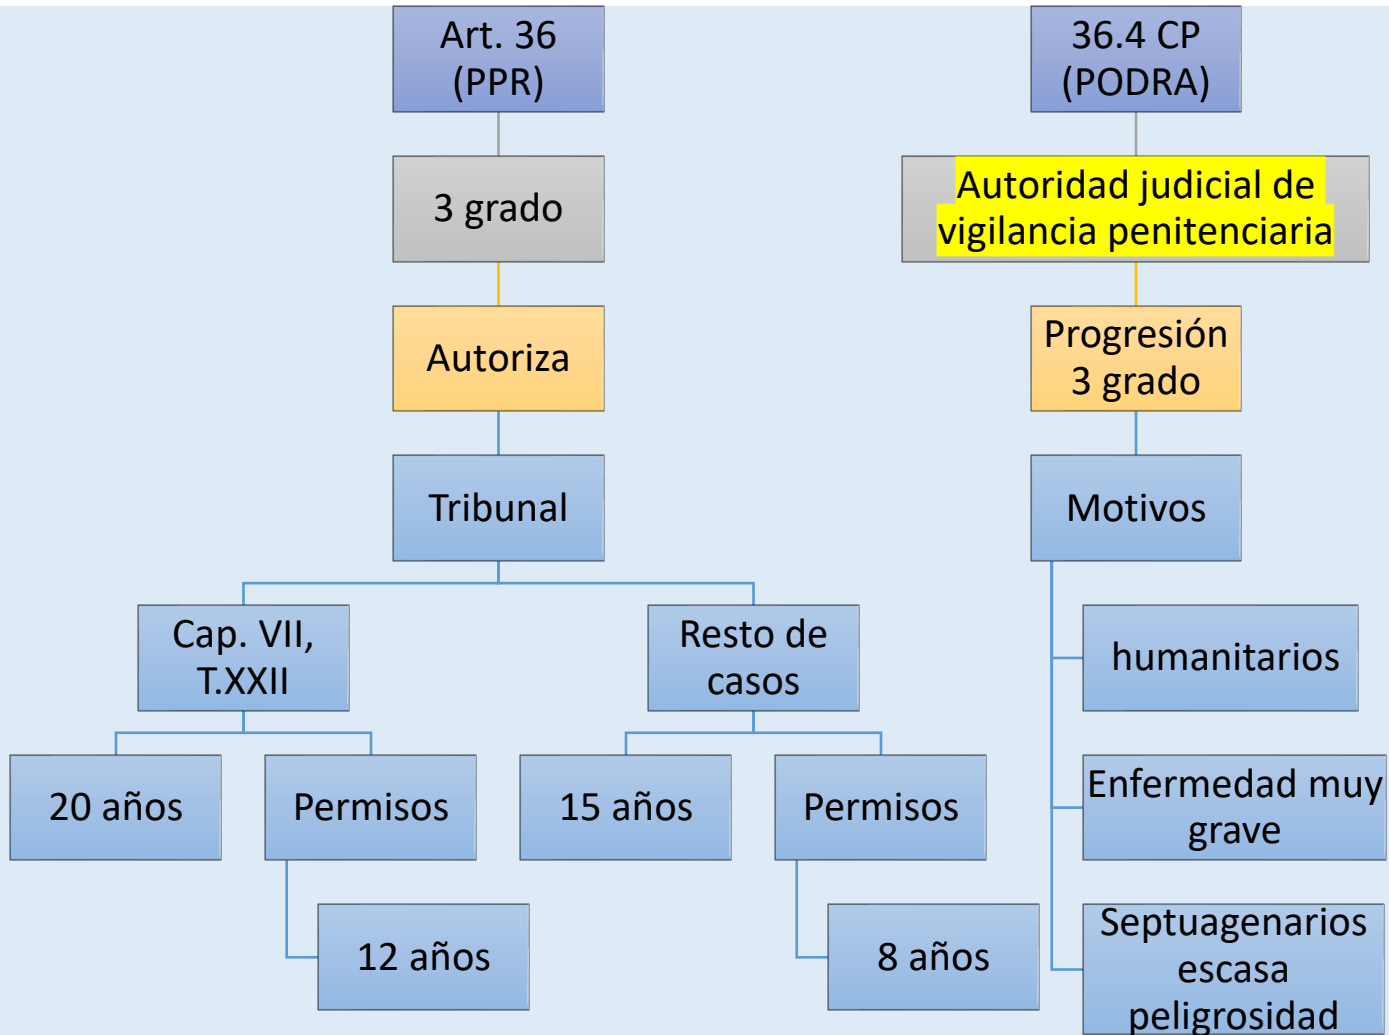 Art. 36
(PPR)
3 grado
Autoriza
Tribunal
Cap. VII,
T.XXII
20 años
Permisos
12 años
Resto de
casos
15 años
Permisos
8 años
36.4 CP
(PODRA)
Autoridad judicial de
vigilancia penitenciaria
Progresión
3 grado
Motivos
humanitarios
Enfermedad muy
grave
Septuagenarios
escasa
peligrosidad